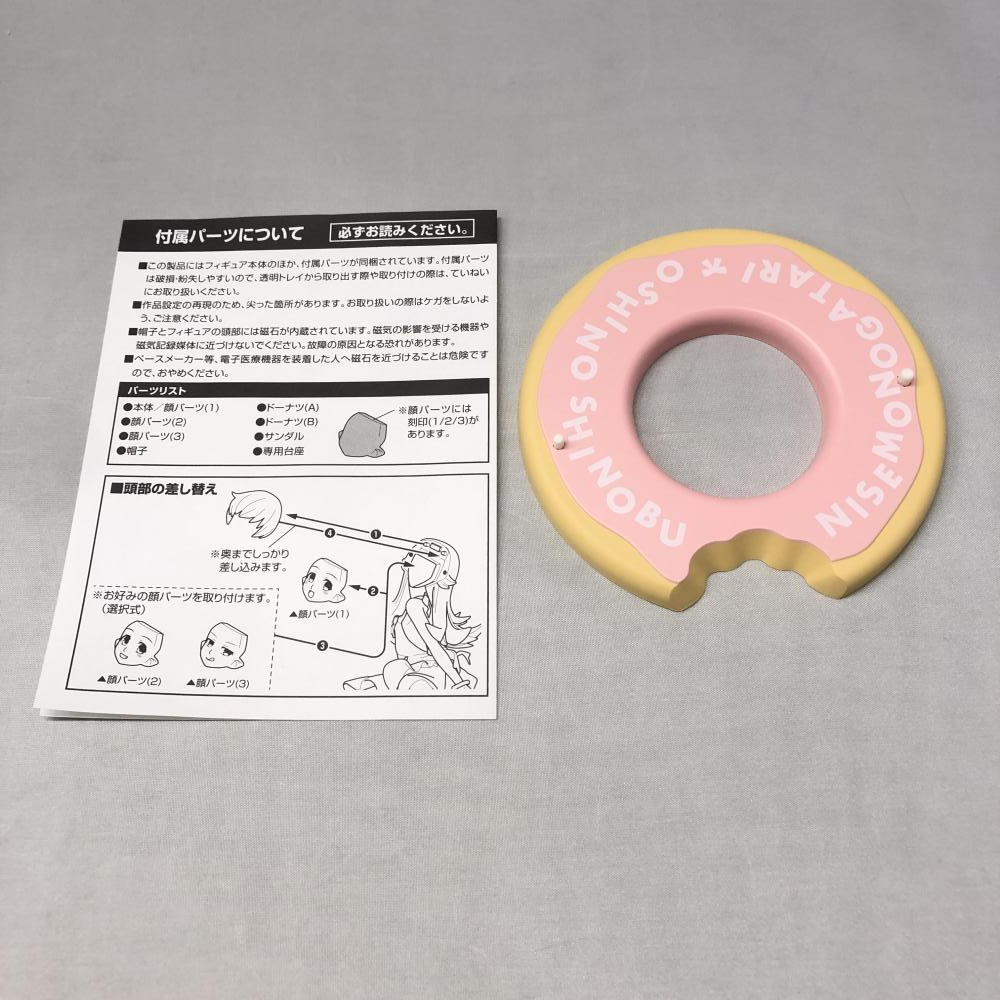 付属パーツについて
必ずお読みください。
■この製品にはフィギュア本体のほか、付属パーツが同梱されています。付属パーツ
は破損・紛失しやすいので、透明トレイから取り出す際や取り付けの際は、ていねい
にお取り扱いください。
■作品設定の再現のため、尖った箇所があります。お取り扱いの際はケガをしないよ
う、ご注意ください。
■帽子とフィギュアの頭部には磁石が内蔵されています。磁気の影響を受ける機器や
磁気記録媒体に近づけないでください。故障の原因となる恐れがあります。
■ペースメーカー等、電子医療機器を装着した人へ磁石を近づけることは危険です
ので、おやめください。
パーツリスト
●本体/顔パーツ(1)
●顔パーツ(2)
●顔パーツ(3)
●帽子
●ドーナツ(A)
●ドーナツ(B)
●サンダル
●専用台座
※顔パーツには
刻印(1/2/3)が
あります。
■頭部の差し替え
1
4
※奥までしっかり
差し込みます。
2
▲顔パーツ(1)
※お好みの顔パーツを取り付けます。
(選択式)
3
▲顔パーツ(2)
▲顔パーツ(3)
NISEMONOGATARI * OSHINO SHINOBU